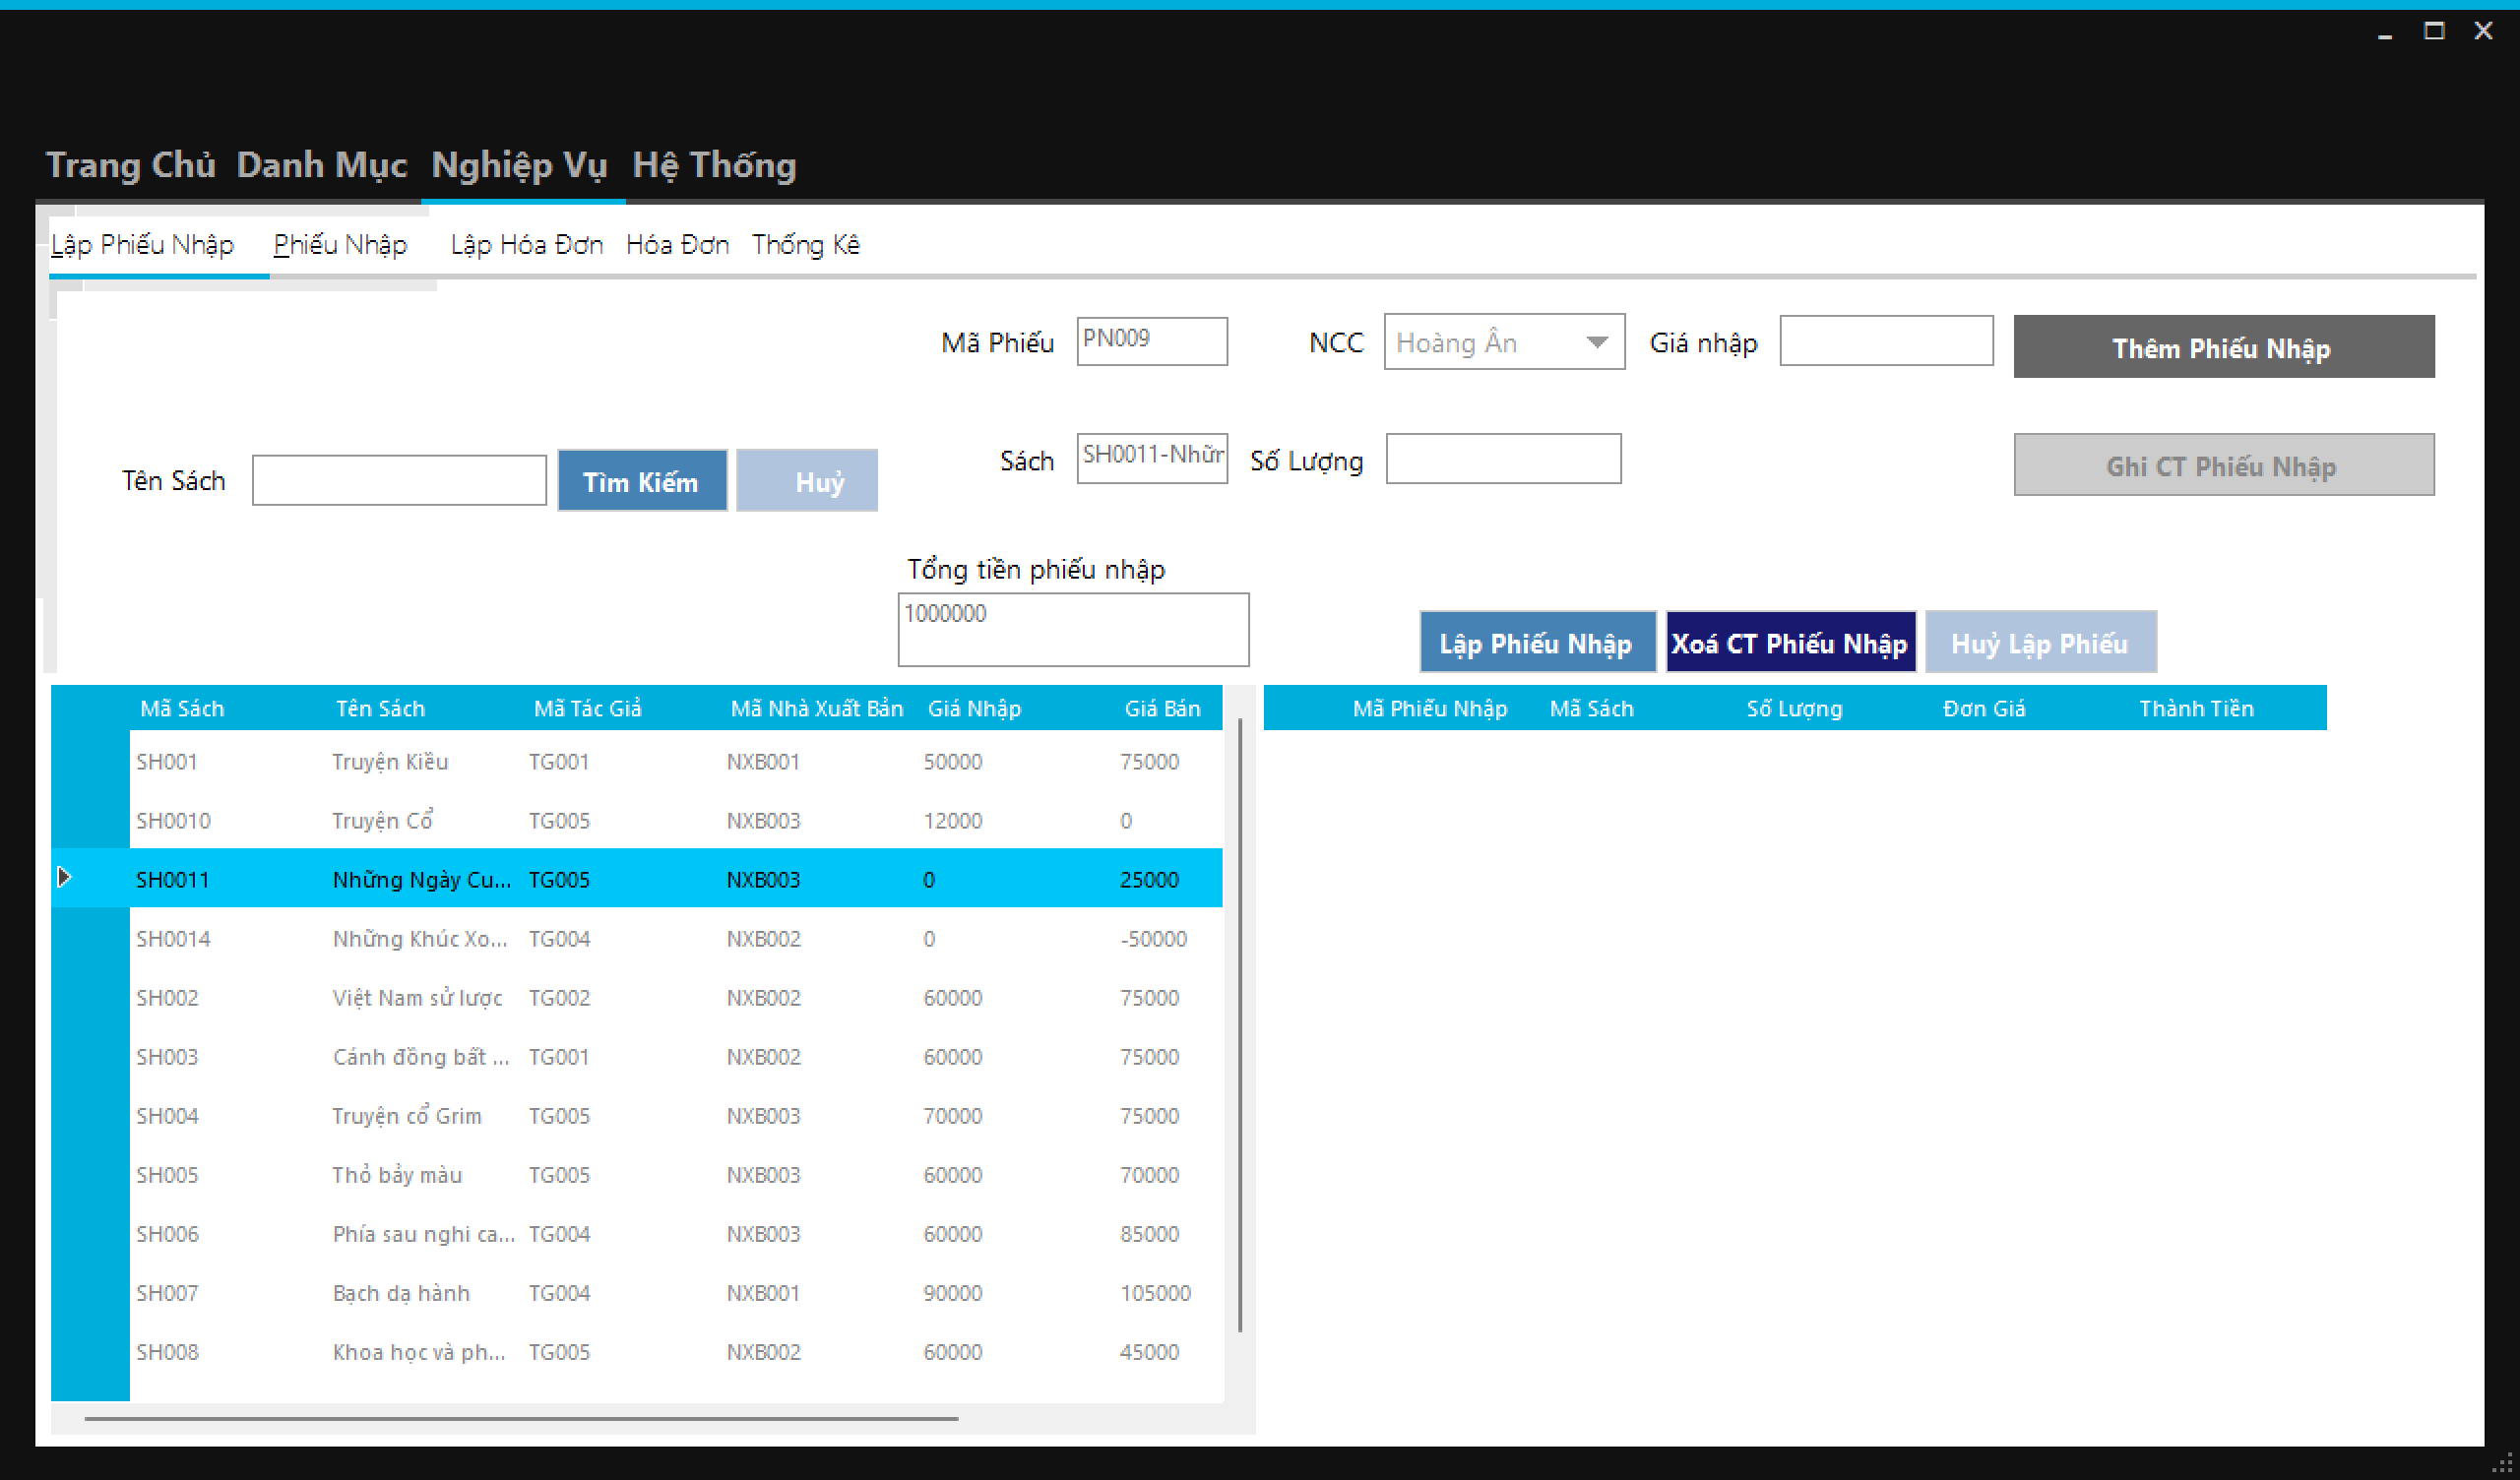 Trang Chủ Danh Mục Nghiệp Vụ Hệ Thống
Lập Phiếu Nhập Phiếu Nhập Lập Hóa Đơn Hóa Đơn Thống Kê
Mã Phiếu PN009 NCC Hoàng Ân Giá nhập Thêm Phiếu Nhập
Tên Sách Tìm Kiếm Huỷ Sách SH0011-Nhữn Số Lượng Ghi CT Phiếu Nhập
Tổng tiền phiếu nhập
1000000
Lập Phiếu Nhập Xoá CT Phiếu Nhập Huỷ Lập Phiếu
Mã Sách Tên Sách Mã Tác Giả Mã Nhà Xuất Bản Giá Nhập Giá Bán
SH001 Truyện Kiều TG001 NXB001 50000 75000
SH0010 Truyện Cổ TG005 NXB003 12000 0
SH0011 Những Ngày Cu... TG005 NXB003 0 25000
SH0014 Những Khúc Xo... TG004 NXB002 0 -50000
SH002 Việt Nam sử lược TG002 NXB002 60000 75000
SH003 Cánh đồng bất ... TG001 NXB002 60000 75000
SH004 Truyện cổ Grim TG005 NXB003 70000 75000
SH005 Thỏ bảy màu TG005 NXB003 60000 70000
SH006 Phía sau nghi ca... TG004 NXB003 60000 85000
SH007 Bạch dạ hành TG004 NXB001 90000 105000
SH008 Khoa học và ph... TG005 NXB002 60000 45000
Mã Phiếu Nhập Mã Sách Số Lượng Đơn Giá Thành Tiền